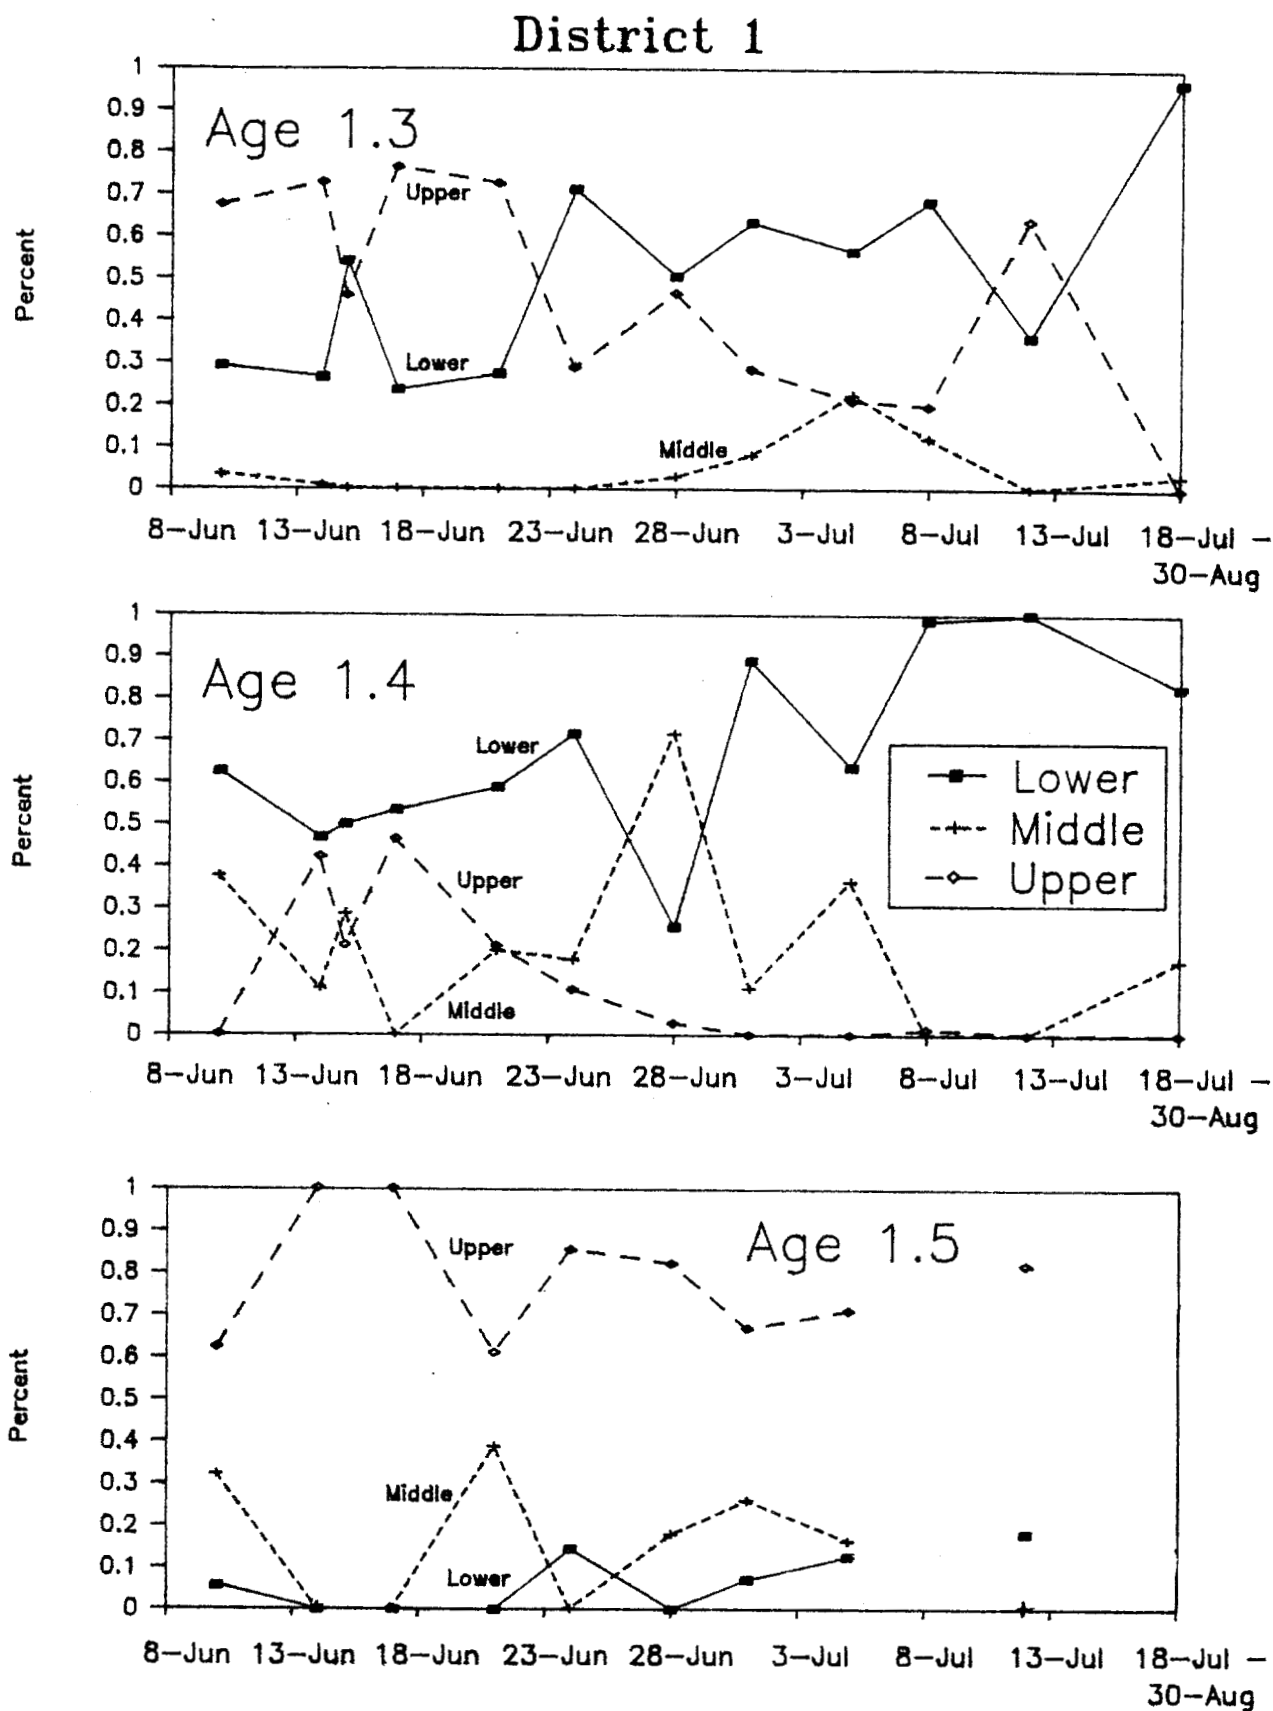 District 1
Age 1.3
Percent
1
0.9
0.8
0.7
0.6
0.5
0.4
0.3
0.2
0.1
0
Upper
Lower
Middle
8-Jun 13-Jun 18-Jun 23-Jun 28-Jun 3-Jul 8-Jul 13-Jul 18-Jul -
30-Aug
Age 1.4
Percent
1
0.9
0.8
0.7
0.6
0.5
0.4
0.3
0.2
0.1
0
Lower
Upper
Middle
Lower
Middle
Upper
8-Jun 13-Jun 18-Jun 23-Jun 28-Jun 3-Jul 8-Jul 13-Jul 18-Jul -
30-Aug
Age 1.5
Percent
1
0.9
0.8
0.7
0.6
0.5
0.4
0.3
0.2
0.1
0
Upper
Middle
Lower
8-Jun 13-Jun 18-Jun 23-Jun 28-Jun 3-Jul 8-Jul 13-Jul 18-Jul -
30-Aug